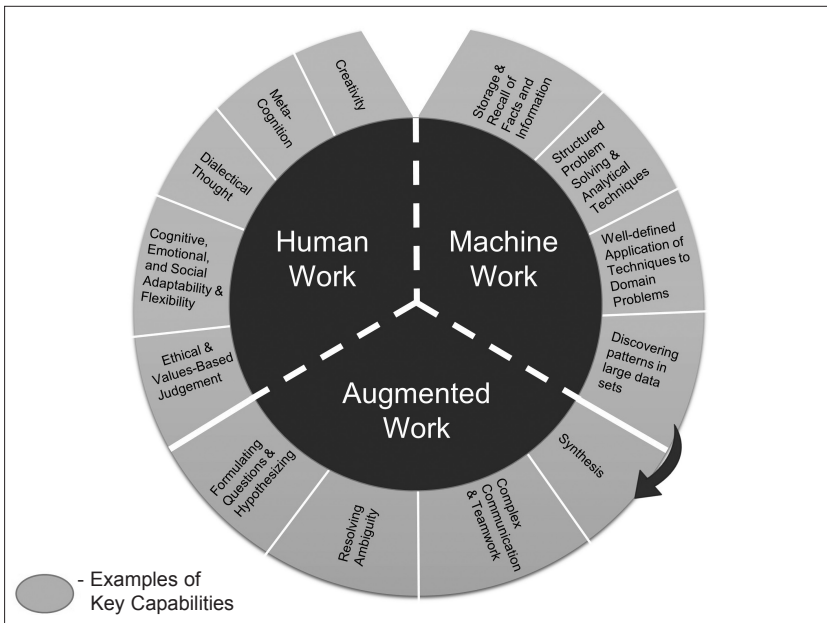 Creativity
Meta-
Cognition
Dialectical
Thought
Cognitive,
Emotional,
and Social
Adaptability &
Flexibility
Ethical &
Values-Based
Judgement
Human
Work
Machine
Work
Storage &
Recall of
Facts and
Information
Structured
Problem
Solving &
Analytical
Techniques
Well-defined
Application of
Techniques to
Domain
Problems
Discovering
patterns in
large data
sets
Augmented
Work
Formulating
Questions &
Hypothesizing
Resolving
Ambiguity
Complex
Communication
& Teamwork
Synthesis
- Examples of
Key Capabilities